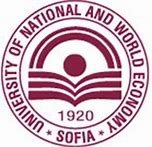 UNIVERSITY OF NATIONAL AND WORLD ECONOMY
1920
• SOFIA •